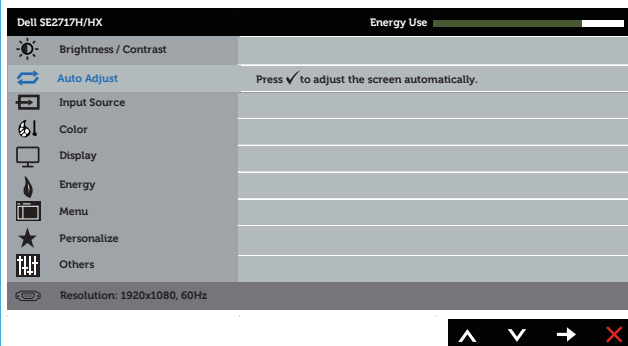 Dell SE2717H/HX Energy Use
Brightness / Contrast
Auto Adjust Press ✓ to adjust the screen automatically.
Input Source
Color
Display
Energy
Menu
Personalize
Others
Resolution: 1920x1080, 60Hz